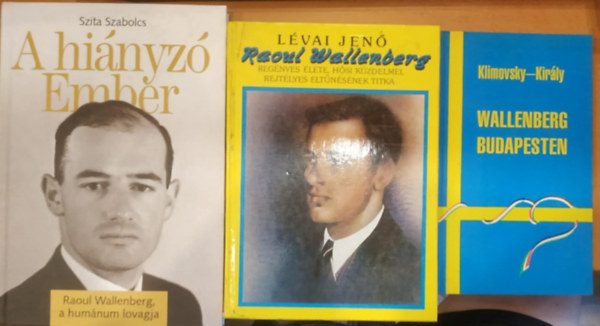 Szita Szabolcs
A hiányzó
Ember
Raoul Wallenberg,
a humánum lovagja
LÉVAI JENŐ
Raoul Wallenberg
REGÉNYES ÉLETE, HŐSI KÜZDELMEI,
REJTÉLYES ELTŰNÉSÉNEK TITKA
Klimovsky–Király
WALLENBERG
BUDAPESTEN